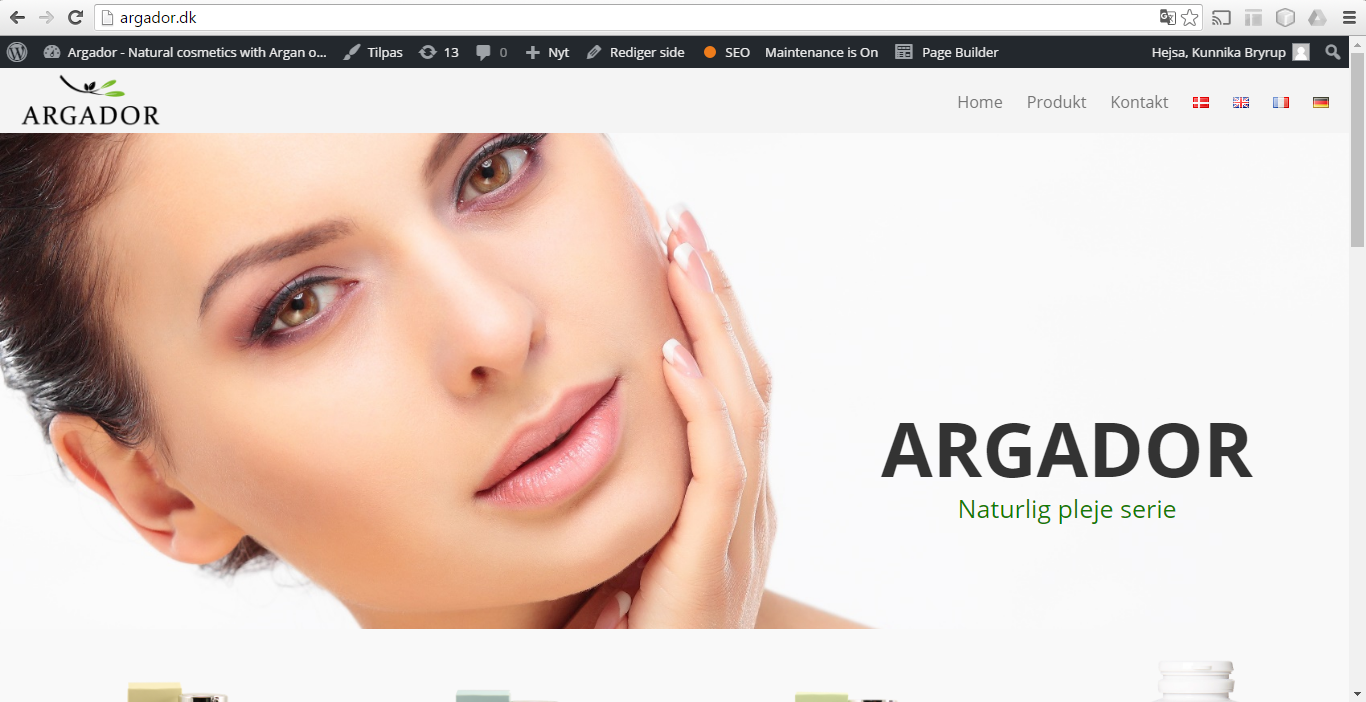 argador.dk
Argador - Natural cosmetics with Argan o... Tilpas 13 0 Nyt Rediger side SEO Maintenance is On Page Builder Hejsa, Kunnika Bryrup
ARGADOR
Home Produkt Kontakt
ARGADOR
Naturlig pleje serie